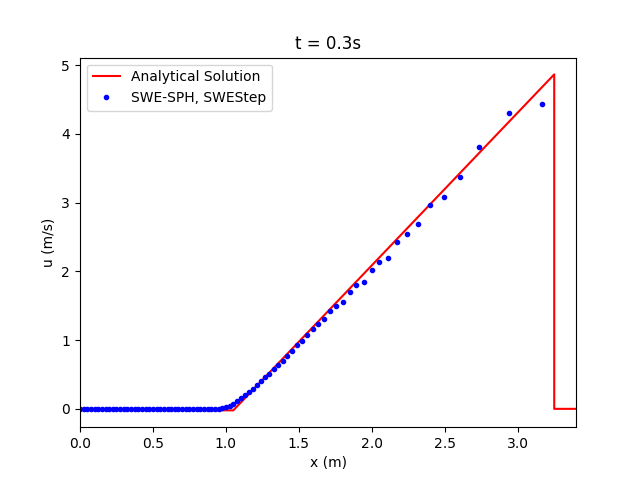 t = 0.3s
Analytical Solution
SWE-SPH, SWEStep
u (m/s)
5
4
3
2
1
0
0.0 0.5 1.0 1.5 2.0 2.5 3.0
x (m)